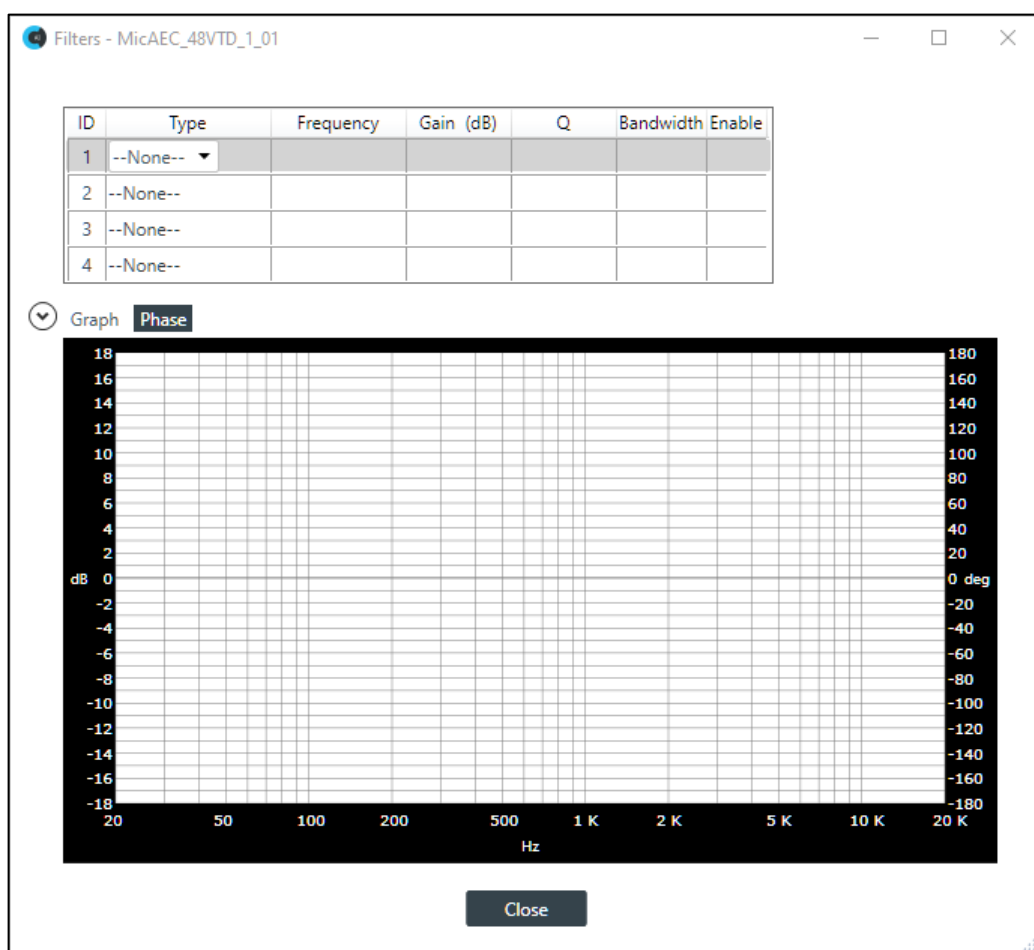 Filters - MicAEC_48VTD_1_01
ID Type Frequency Gain (dB) Q Bandwidth Enable
1 --None--
2 --None--
3 --None--
4 --None--
Graph Phase
18 180
16 160
14 140
12 120
10 100
8 80
6 60
4 40
2 20
dB 0 0 deg
-2 -20
-4 -40
-6 -60
-8 -80
-10 -100
-12 -120
-14 -140
-16 -160
-18 -180
20 50 100 200 500 1 K 2 K 5 K 10 K 20 K
Hz
Close